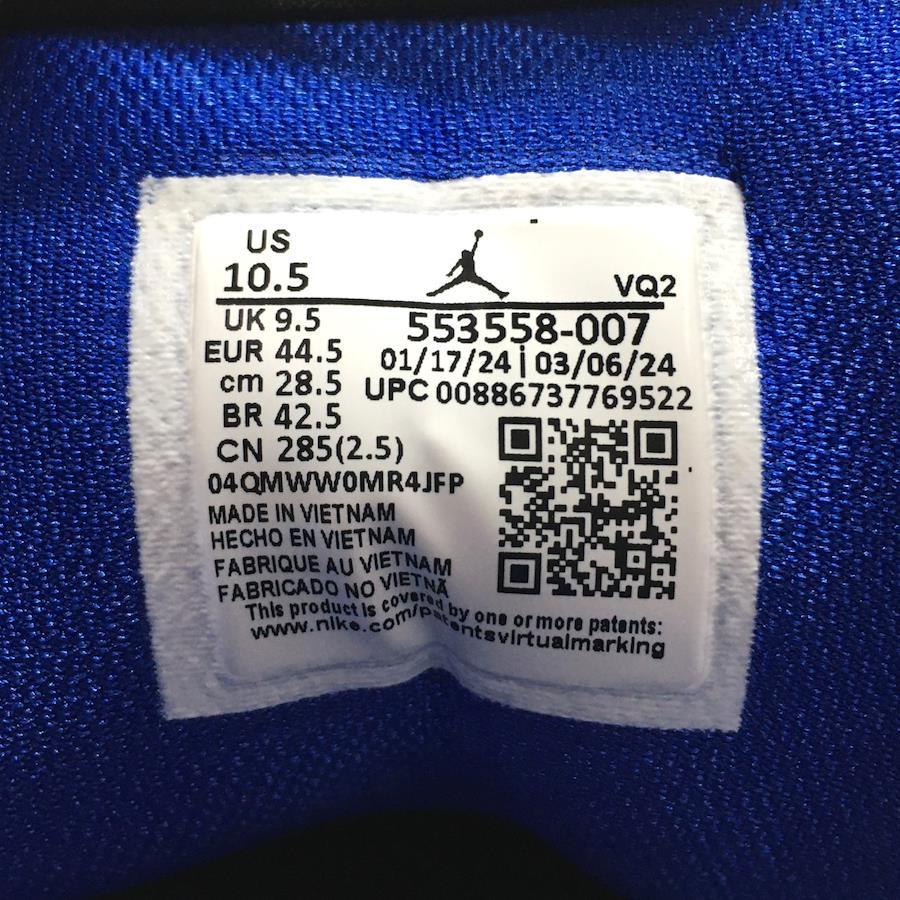 US
10.5
VQ2
UK 9.5
553558-007
EUR 44.5
01/17/24 | 03/06/24
cm 28.5
UPC 00886737769522
BR 42.5
CN 285(2.5)
04QMWW0MR4JFP
MADE IN VIETNAM
HECHO EN VIETNAM
FABRIQUE AU VIETNAM
FABRICADO NO VIETNÃ
This product is covered by one or more patents:
www.nike.com/patentsvirtualmarking